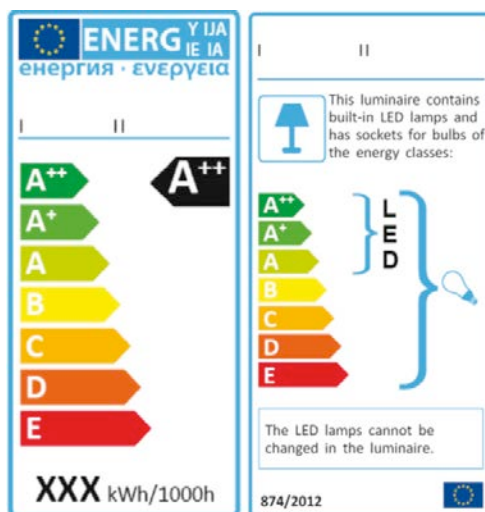 ENERG Y IJA
IE IA
енергия · ενεργεια
I II
A++
A++
A+
A
B
C
D
E
XXX kWh/1000h
I II
This luminaire contains
built-in LED lamps and
has sockets for bulbs of
the energy classes:
A++
A+
A
B
C
D
E
L
E
D
The LED lamps cannot be
changed in the luminaire.
874/2012